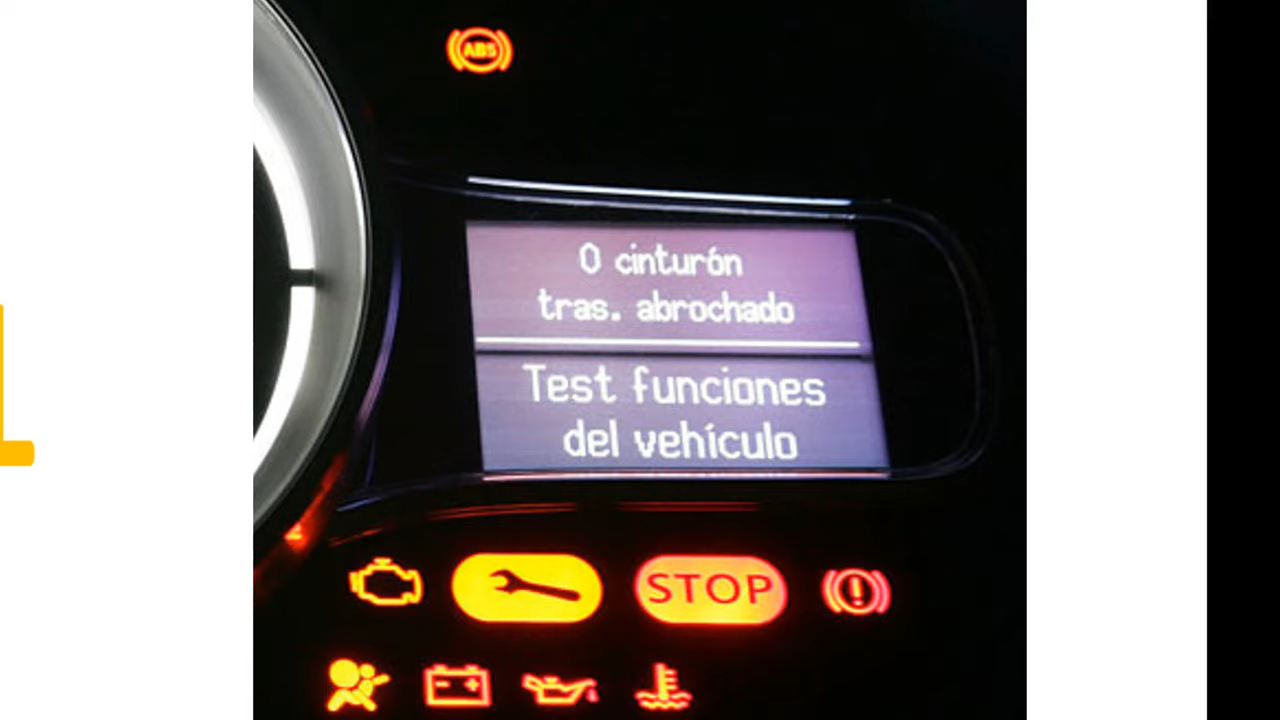 ABS
0 cinturón
tras. abrochado
Test funciones
del vehículo
STOP